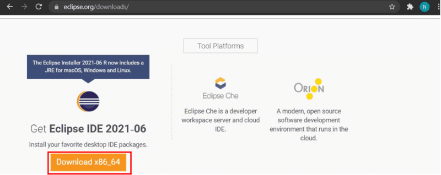 eclipse.org/downloads/
N
Tool Platforms
The Eclipse Installer 2021-06 R now includes a
JRE for macOS, Windows and Linux.
Get Eclipse IDE 2021-06
Install your favorite desktop IDE packages.
Download x86_64
Eclipse Che
Eclipse Che is a developer
workspace server and cloud
IDE.
ORION
A modern, open source
software development
environment that runs in the
cloud.